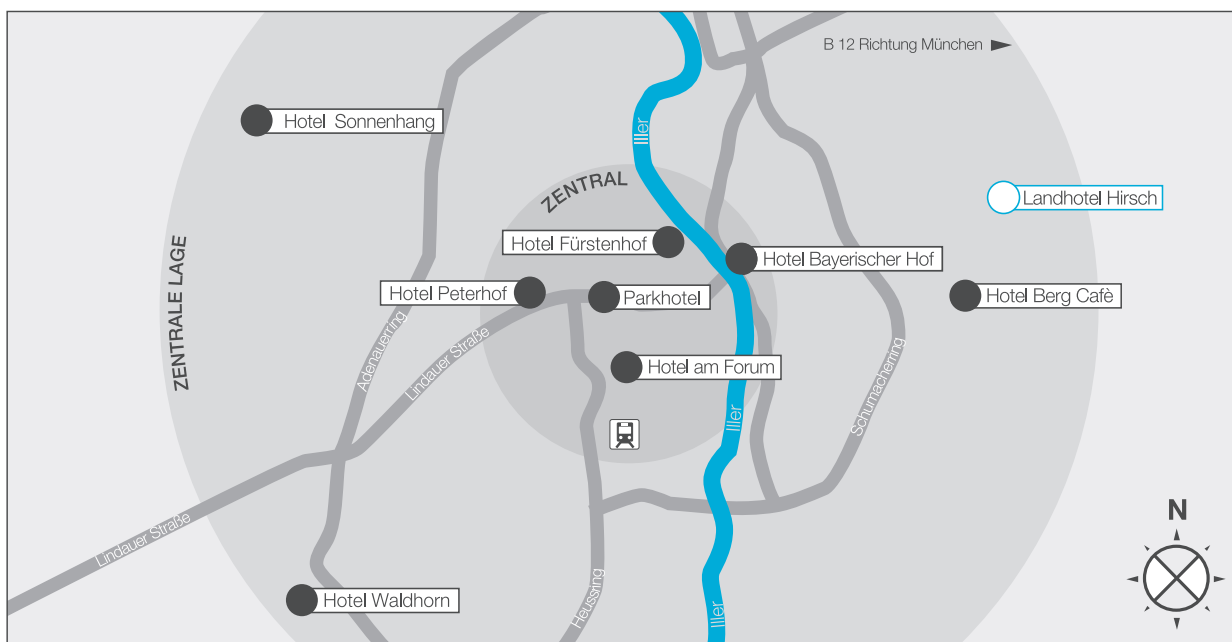 B 12 Richtung München
Hotel Sonnenhang
Iller
ZENTRAL
Landhotel Hirsch
Hotel Fürstenhof
Hotel Bayerischer Hof
ZENTRALE LAGE
Hotel Peterhof
Parkhotel
Hotel Berg Cafè
Adenauerring
Lindauer Straße
Hotel am Forum
Schumacherring
Iller
Lindauer Straße
N
Heussring
Hotel Waldhorn
Iller